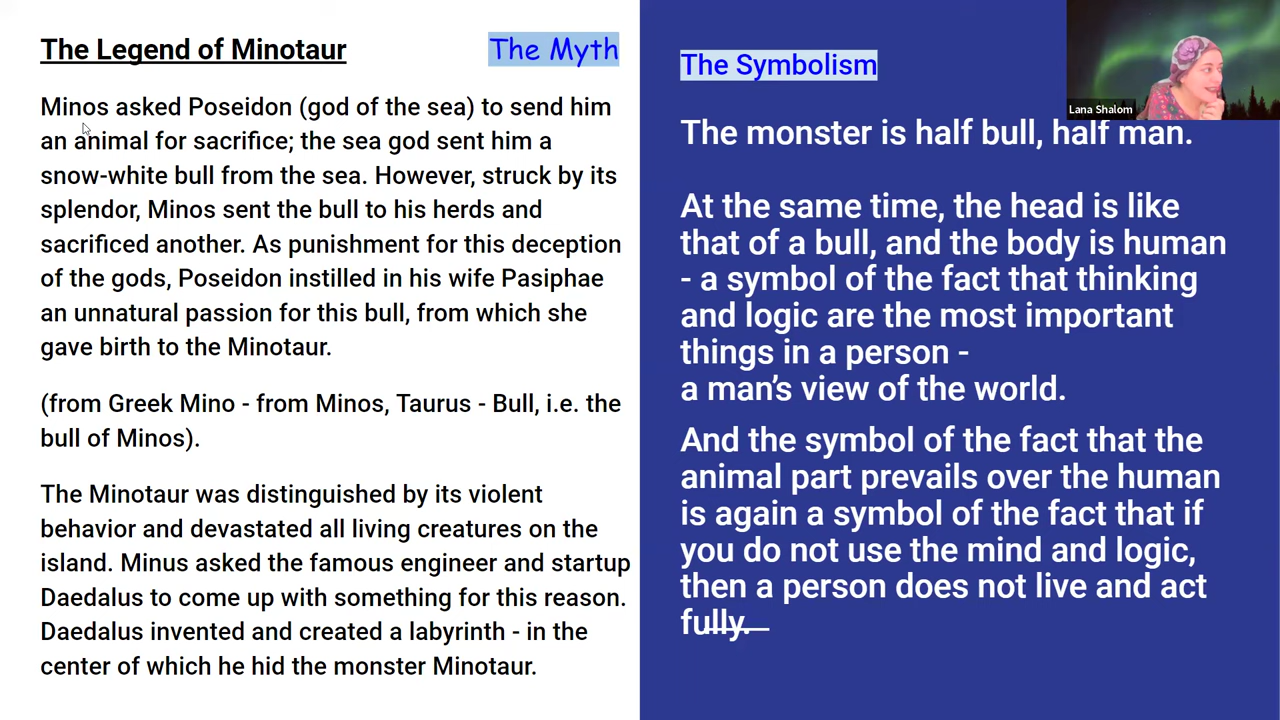 The Legend of Minotaur
The Myth
Minos asked Poseidon (god of the sea) to send him
an animal for sacrifice; the sea god sent him a
snow-white bull from the sea. However, struck by its
splendor, Minos sent the bull to his herds and
sacrificed another. As punishment for this deception
of the gods, Poseidon instilled in his wife Pasiphae
an unnatural passion for this bull, from which she
gave birth to the Minotaur.
(from Greek Mino - from Minos, Taurus - Bull, i.e. the
bull of Minos).
The Minotaur was distinguished by its violent
behavior and devastated all living creatures on the
island. Minus asked the famous engineer and startup
Daedalus to come up with something for this reason.
Daedalus invented and created a labyrinth - in the
center of which he hid the monster Minotaur.
The Symbolism
The monster is half bull, half man.
At the same time, the head is like
that of a bull, and the body is human
- a symbol of the fact that thinking
and logic are the most important
things in a person -
a man’s view of the world.
And the symbol of the fact that the
animal part prevails over the human
is again a symbol of the fact that if
you do not use the mind and logic,
then a person does not live and act
fully.
Lana Shalom